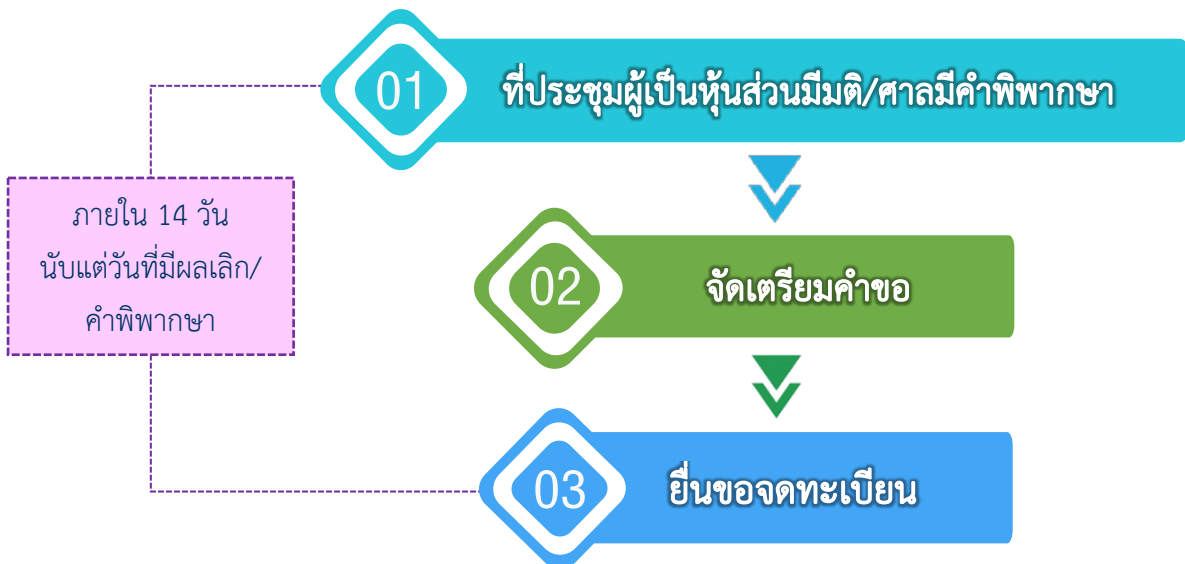 01
ที่ประชุมผู้เป็นหุ้นส่วนมีมติ/ศาลมีคำพิพากษา
ภายใน 14 วัน
นับแต่วันที่มีผลเลิก/
คำพิพากษา
02
จัดเตรียมคำขอ
03
ยื่นขอจดทะเบียน